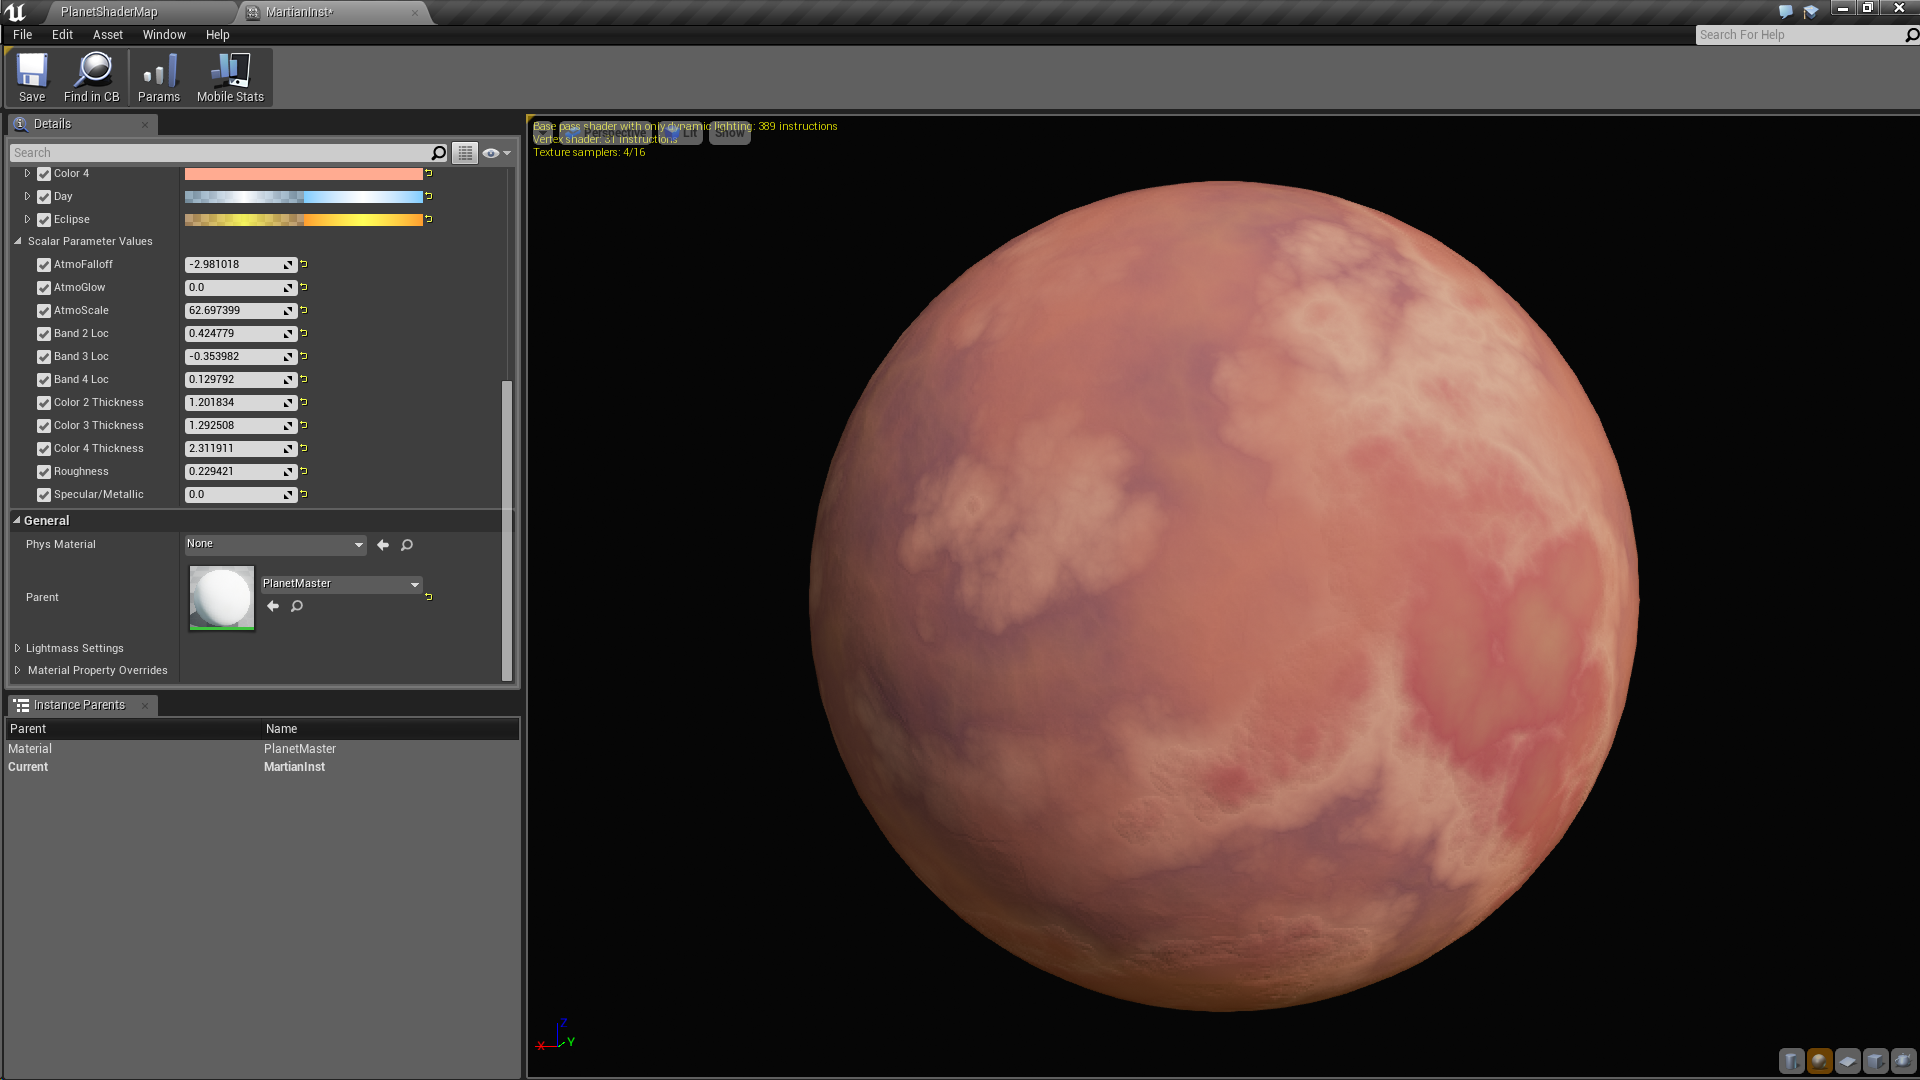 PlanetShaderMap
MartianInst*
File Edit Asset Window Help
Search For Help
Save
Find in CB
Params
Mobile Stats
Details
Search
Color 4
Day
Eclipse
Scalar Parameter Values
AtmoFalloff -2.981018
AtmoGlow 0.0
AtmoScale 62.697399
Band 2 Loc 0.424779
Band 3 Loc -0.353982
Band 4 Loc 0.129792
Color 2 Thickness 1.201834
Color 3 Thickness 1.292508
Color 4 Thickness 2.311911
Roughness 0.229421
Specular/Metallic 0.0
General
Phys Material None
Parent PlanetMaster
Lightmass Settings
Material Property Overrides
Instance Parents
Parent Name
Material PlanetMaster
Current MartianInst
Base pass shader with only dynamic lighting: 389 instructions
Perspective Lit Show
Vertex shader: 31 instructions
Texture samplers: 4/16
Z
X
Y